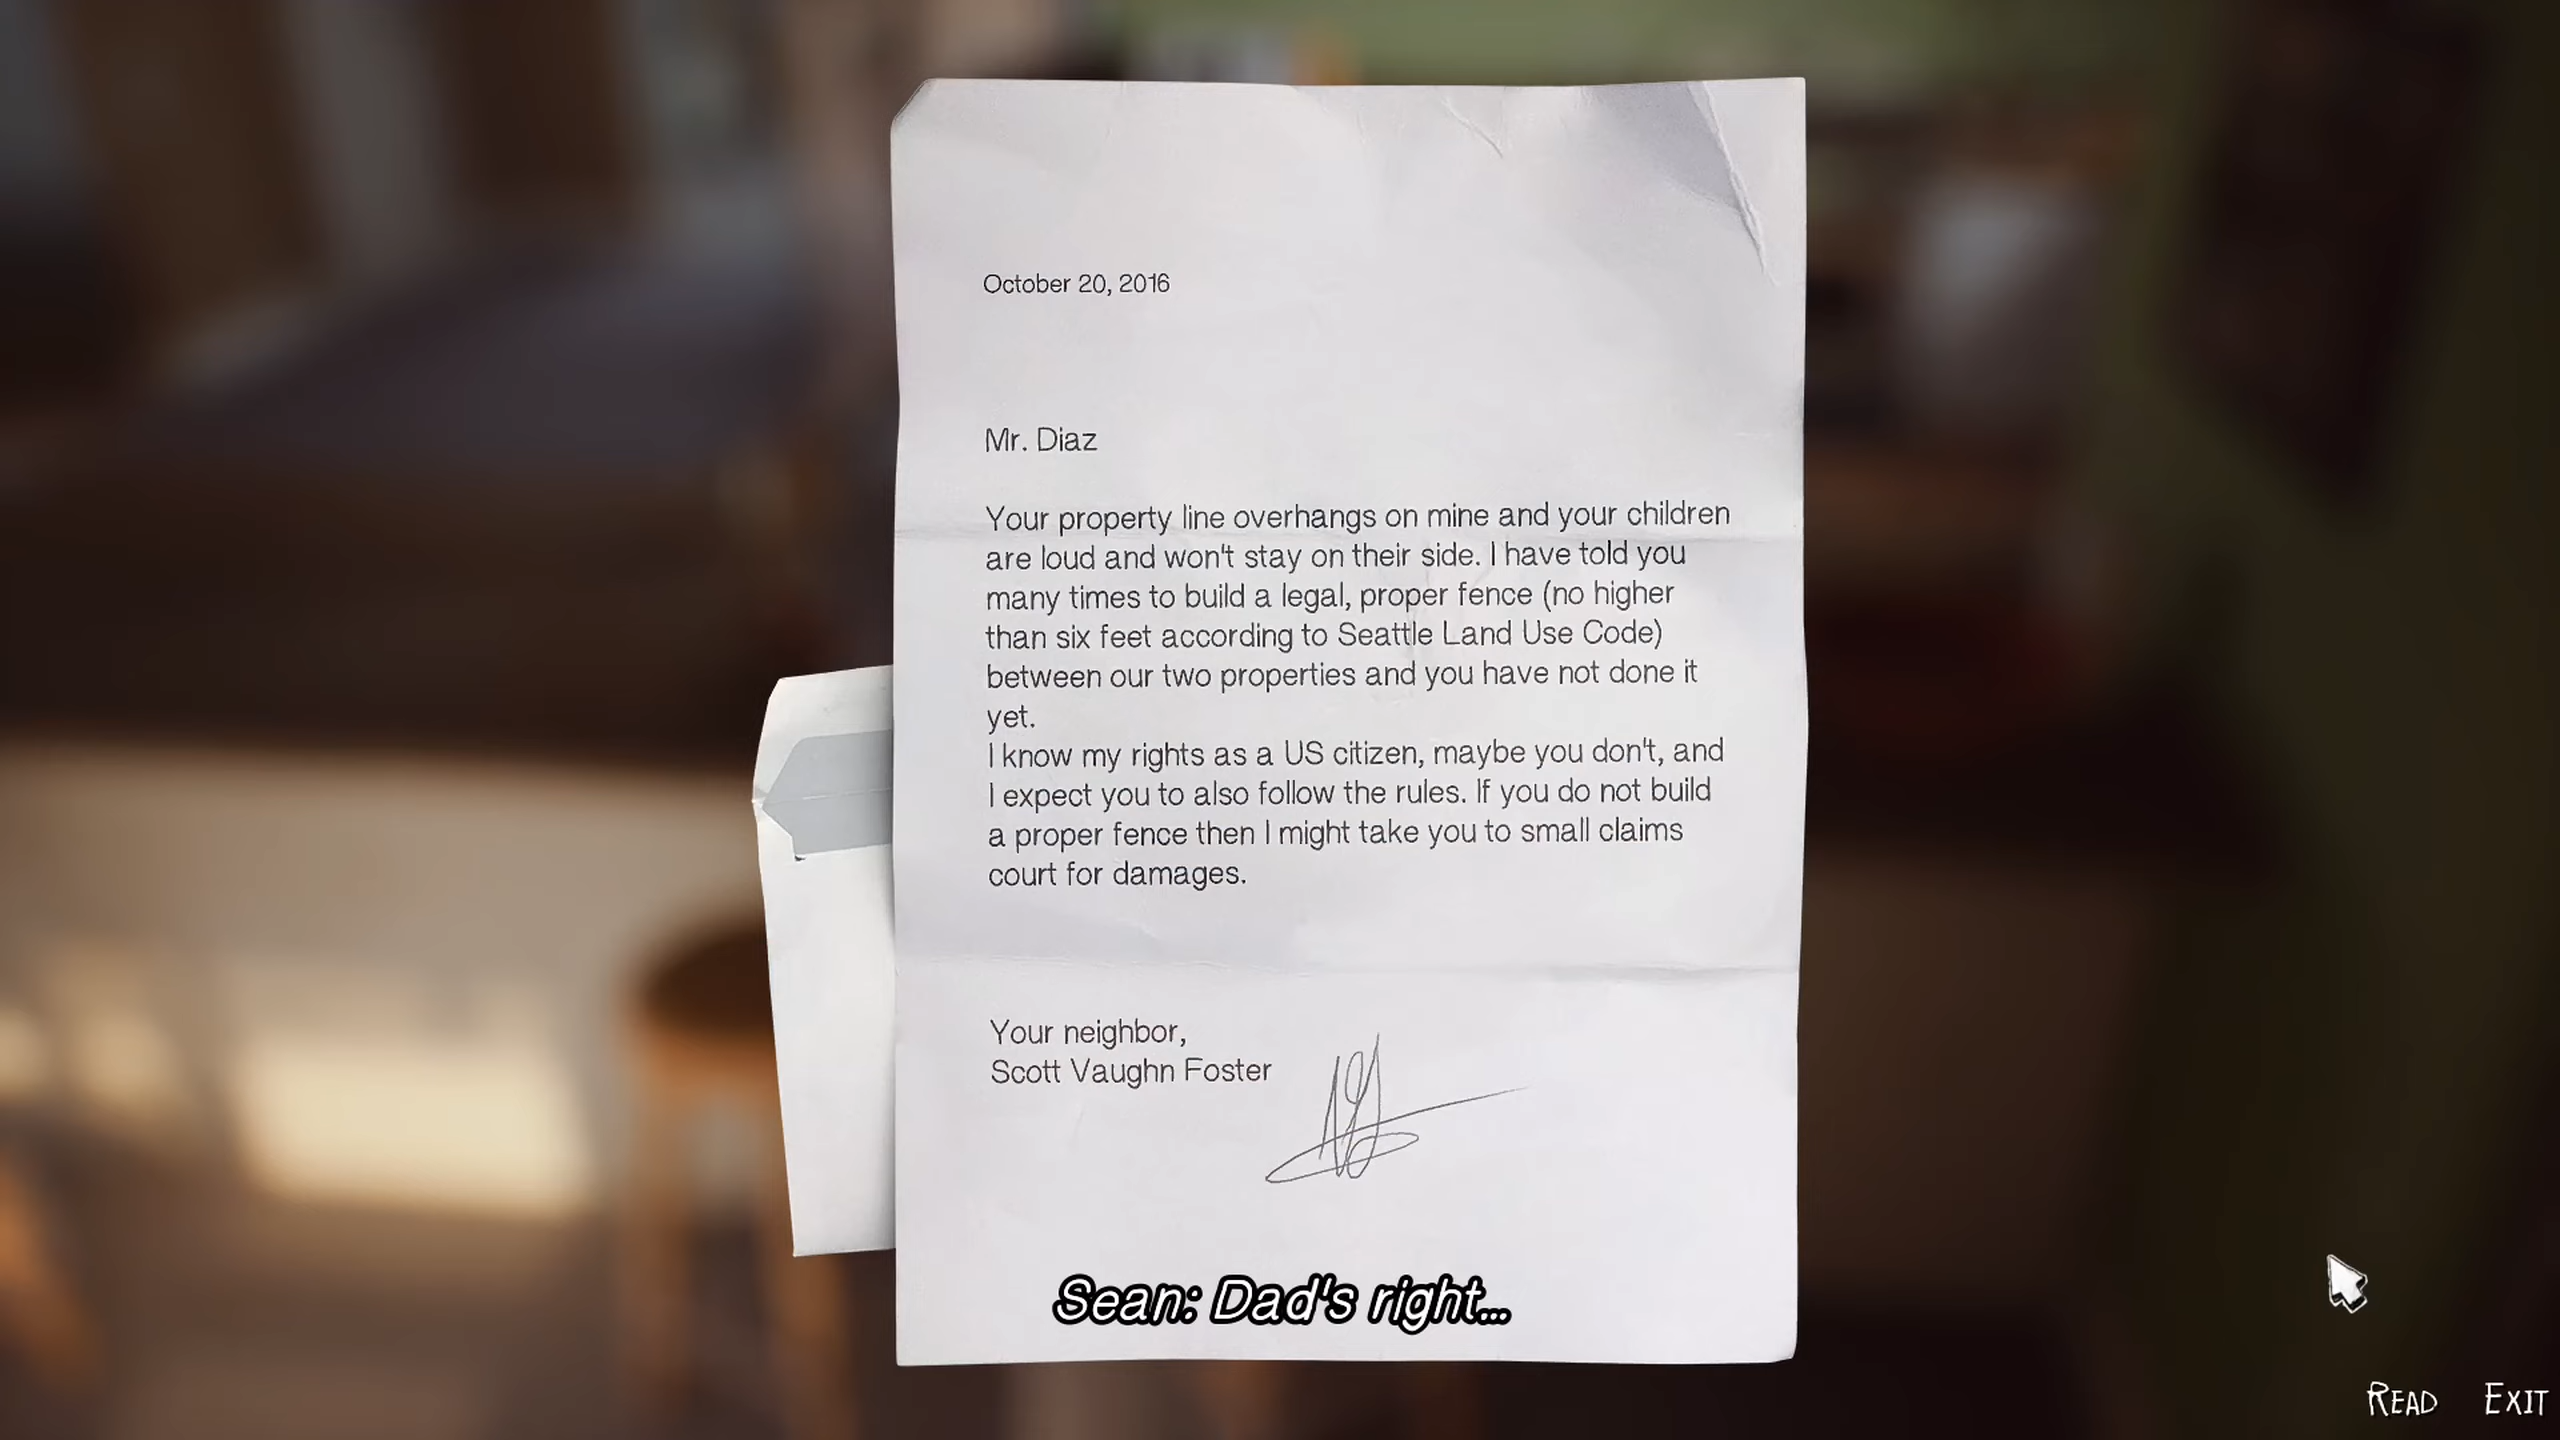 October 20, 2016
Mr. Diaz
Your property line overhangs on mine and your children
are loud and won't stay on their side. I have told you
many times to build a legal, proper fence (no higher
than six feet according to Seattle Land Use Code)
between our two properties and you have not done it
yet.
I know my rights as a US citizen, maybe you don't, and
I expect you to also follow the rules. If you do not build
a proper fence then I might take you to small claims
court for damages.
Your neighbor,
Scott Vaughn Foster
Sean: Dad's right...
READ EXIT